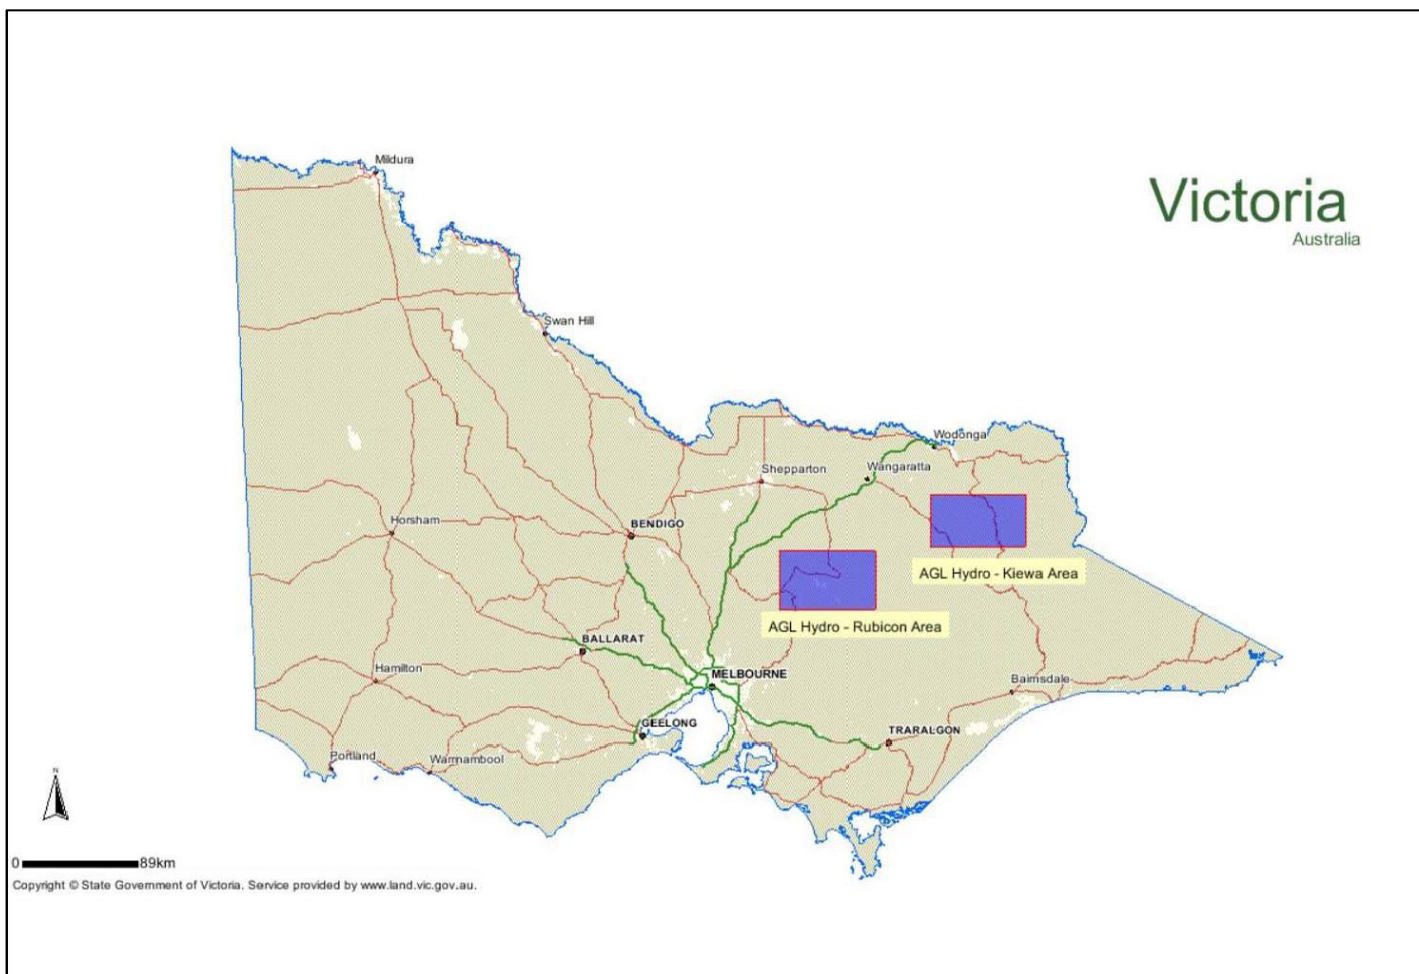 Mildura
Victoria
Australia
Swan Hill
Wodonga
Shepparton
Wangaratta
Horsham
BENDIGO
AGL Hydro - Kiewa Area
AGL Hydro - Rubicon Area
BALLARAT
Hamilton
MELBOURNE
Bairnsdale
GEELONG
TRARALGON
Portland
Warrnambool
N
0 89km
Copyright © State Government of Victoria. Service provided by www.land.vic.gov.au.